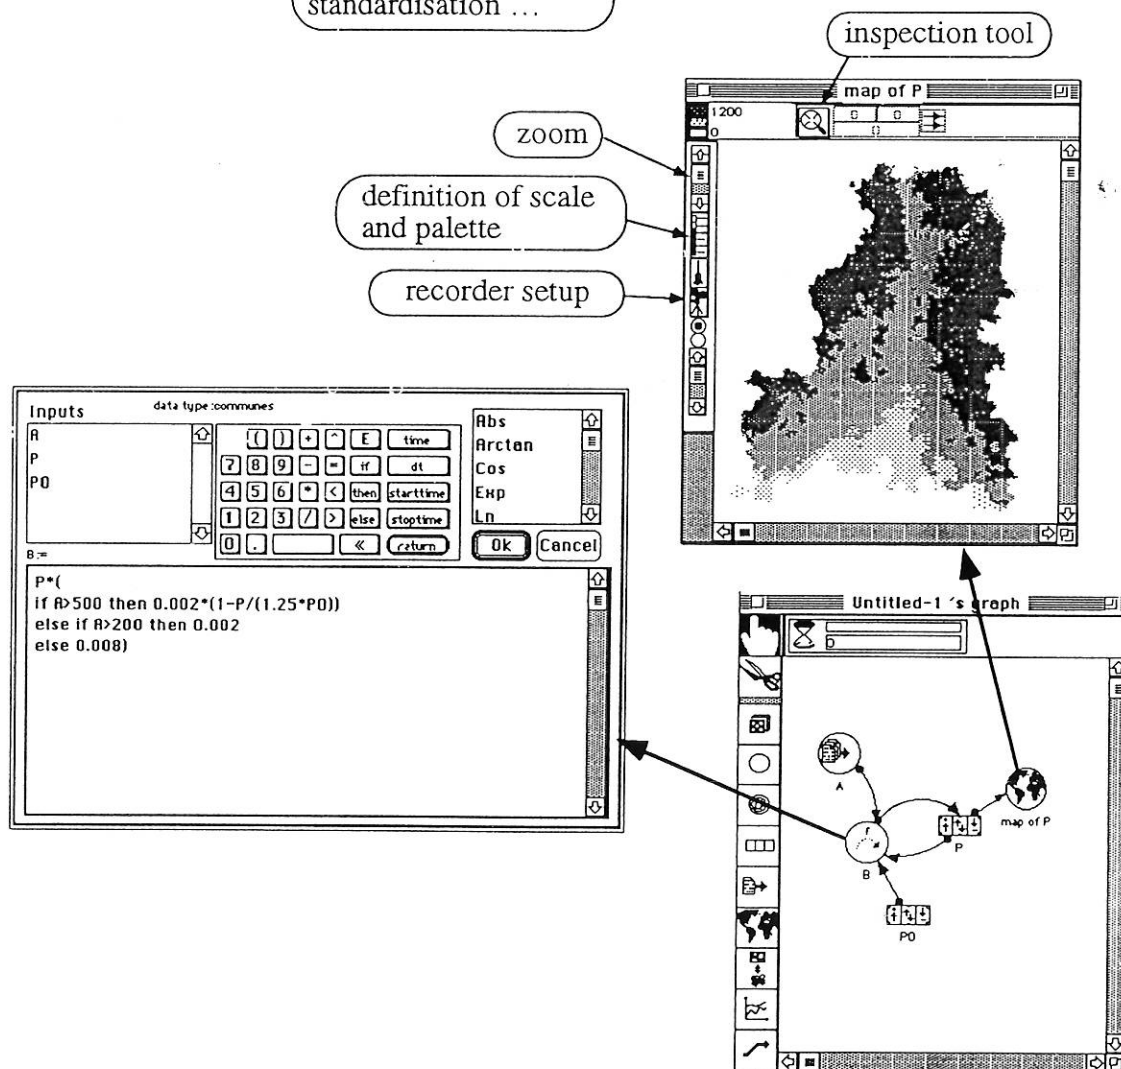 standardisation ...
inspection tool
map of P
1200
0
zoom
definition of scale
and palette
recorder setup
Inputs
data type :communes
A
P
P0
( ) + ^ E time
7 8 9 - = if dt
4 5 6 * < then starttime
1 2 3 / > else stoptime
0 . « return
Abs
Arctan
Cos
Exp
Ln
Ok Cancel
B :=
P*(
if A>500 then 0.002*(1-P/(1.25*P0))
else if A>200 then 0.002
else 0.008)
Untitled-1 's graph
0
A
r
B
P
map of P
P0